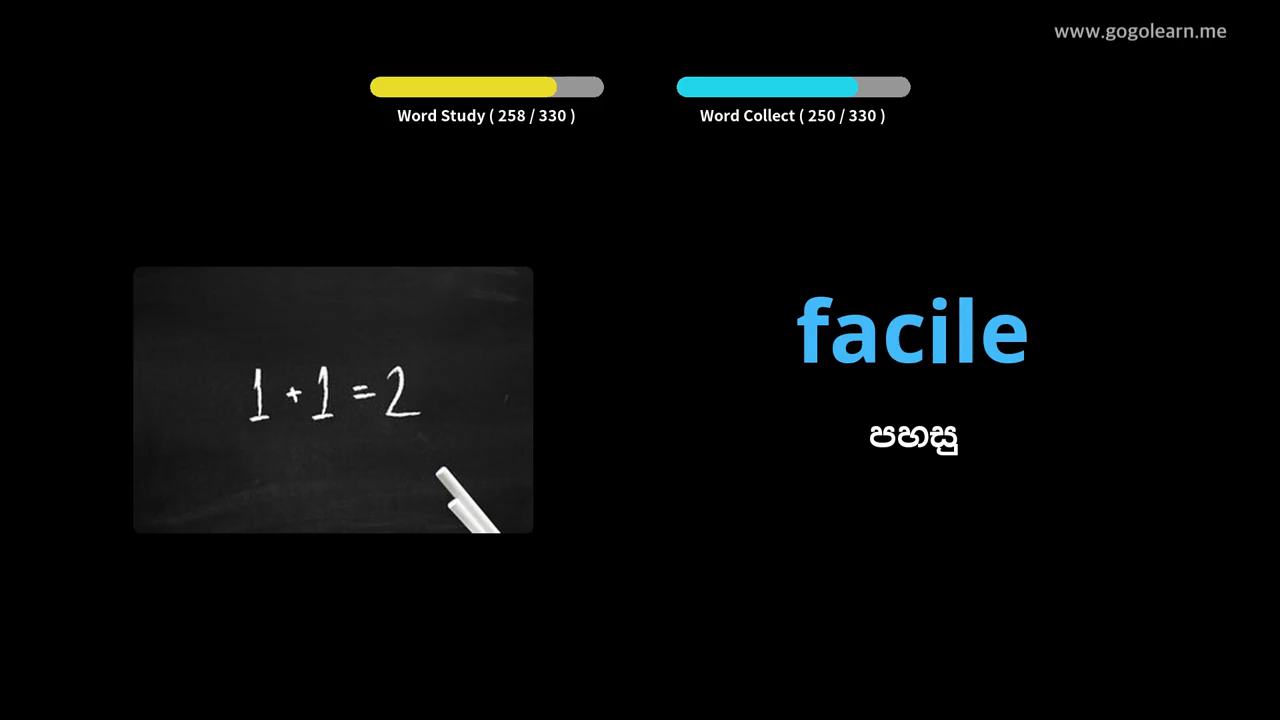 www.gogolearn.me
Word Study ( 258 / 330 )
Word Collect ( 250 / 330 )
1 + 1 = 2
facile
පහසු